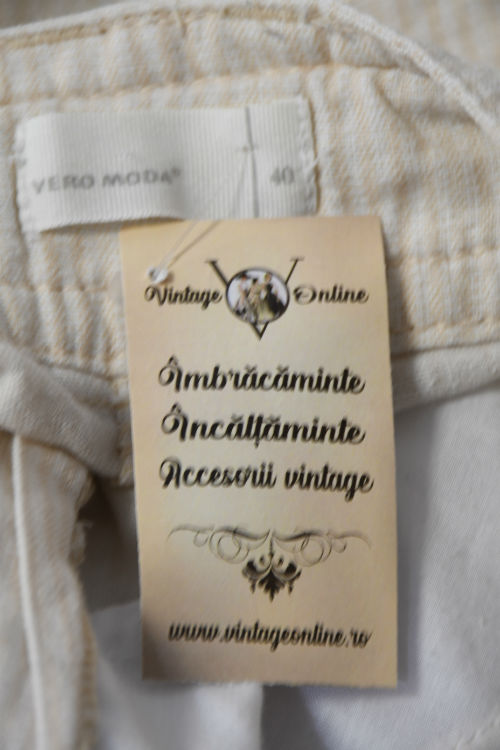 VERO MODA®
40
Vintage Online
Îmbrăcăminte
Încălțăminte
Accesorii vintage
www.vintageonline.ro